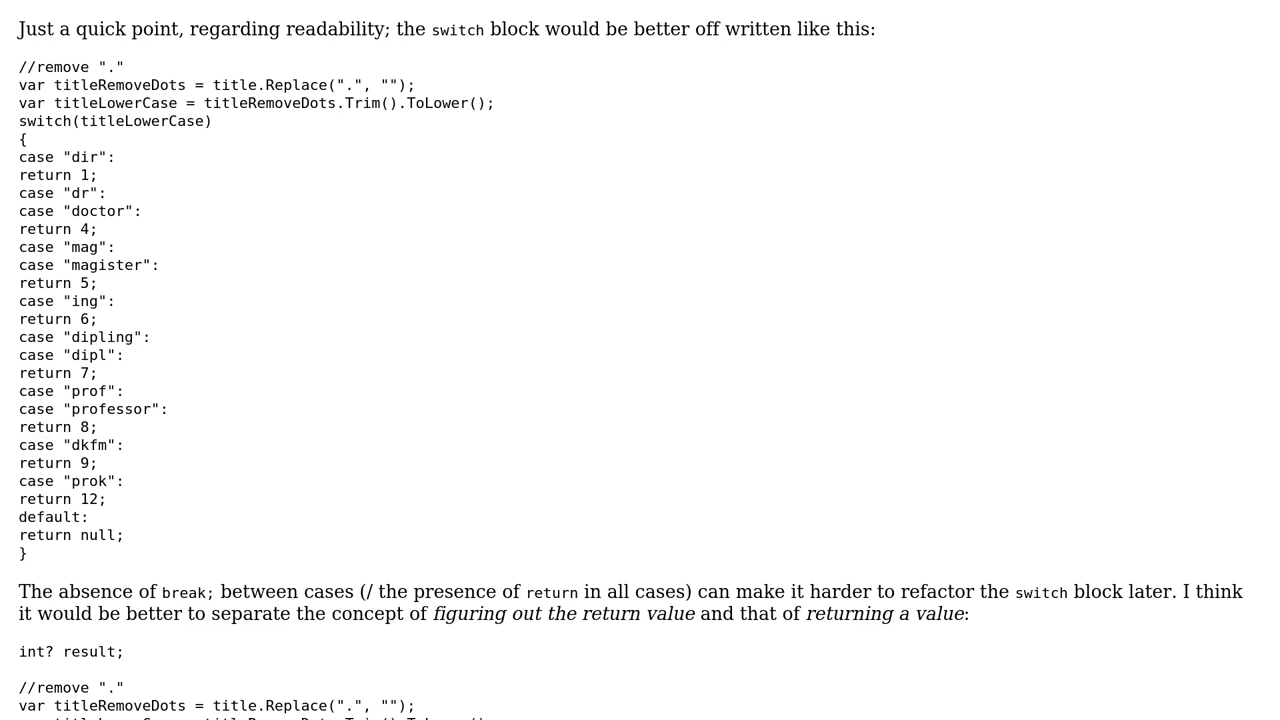 Just a quick point, regarding readability; the switch block would be better off written like this:
//remove "."
var titleRemoveDots = title.Replace(".", "");
var titleLowerCase = titleRemoveDots.Trim().ToLower();
switch(titleLowerCase)
{
case "dir":
return 1;
case "dr":
case "doctor":
return 4;
case "mag":
case "magister":
return 5;
case "ing":
return 6;
case "dipling":
case "dipl":
return 7;
case "prof":
case "professor":
return 8;
case "dkfm":
return 9;
case "prok":
return 12;
default:
return null;
}
The absence of break; between cases (/ the presence of return in all cases) can make it harder to refactor the switch block later. I think
it would be better to separate the concept of figuring out the return value and that of returning a value:
int? result;
//remove "."
var titleRemoveDots = title.Replace(".", "");